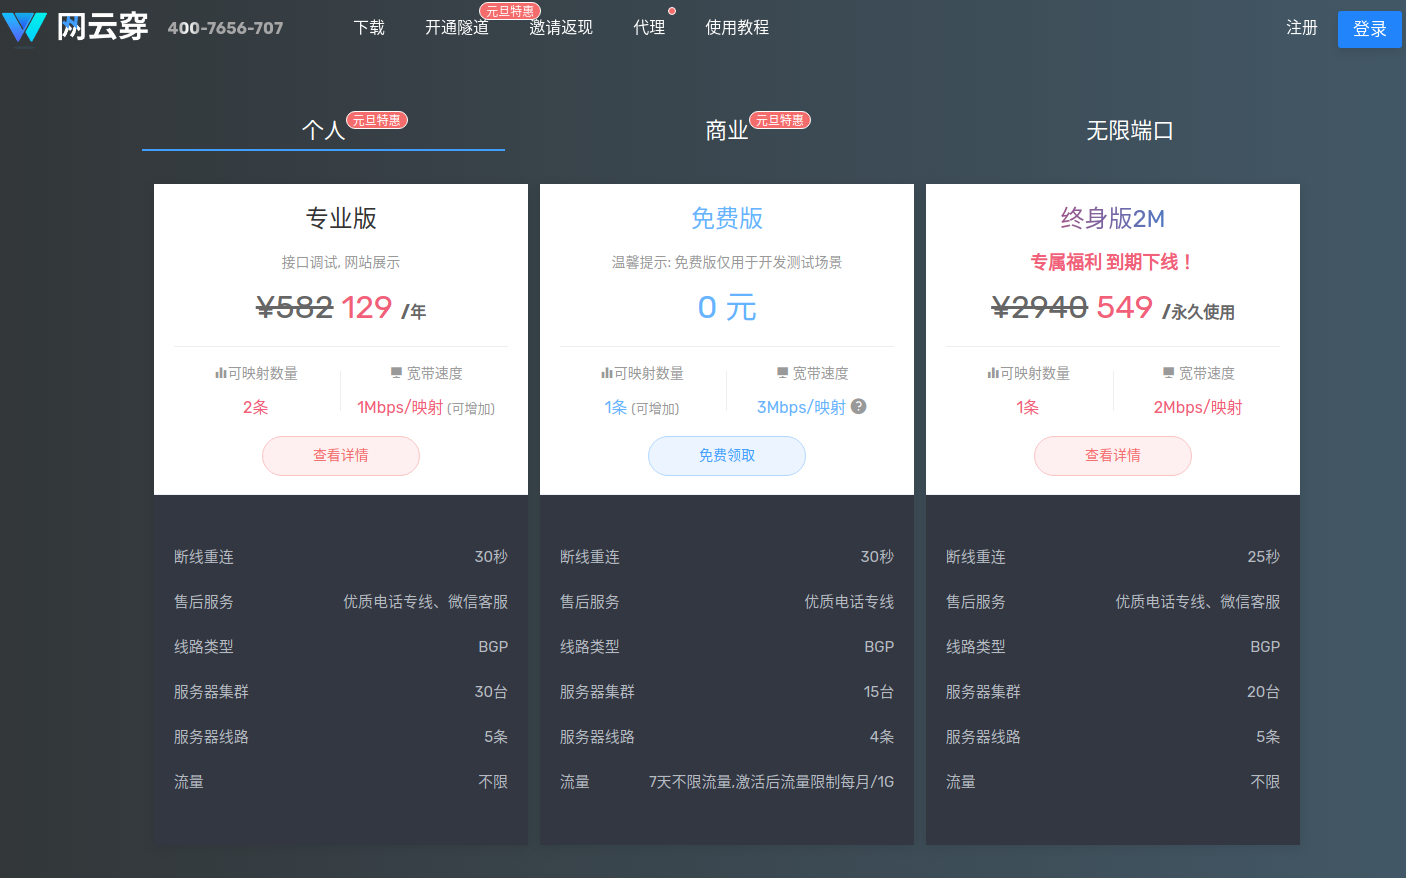 网云穿 400-7656-707 下载 开通隧道 元旦特惠 邀请返现 代理 使用教程 注册 登录
个人 元旦特惠 商业 元旦特惠 无限端口
专业版
接口调试, 网站展示
¥582 129 /年
可映射数量 宽带速度
2条 1Mbps/映射 (可增加)
查看详情
断线重连 30秒
售后服务 优质电话专线、微信客服
线路类型 BGP
服务器集群 30台
服务器线路 5条
流量 不限
免费版
温馨提示: 免费版仅用于开发测试场景
0 元
可映射数量 宽带速度
1条 (可增加) 3Mbps/映射 ?
免费领取
断线重连 30秒
售后服务 优质电话专线
线路类型 BGP
服务器集群 15台
服务器线路 4条
流量 7天不限流量,激活后流量限制每月/1G
终身版2M
专属福利 到期下线！
¥2940 549 /永久使用
可映射数量 宽带速度
1条 2Mbps/映射
查看详情
断线重连 25秒
售后服务 优质电话专线、微信客服
线路类型 BGP
服务器集群 20台
服务器线路 5条
流量 不限